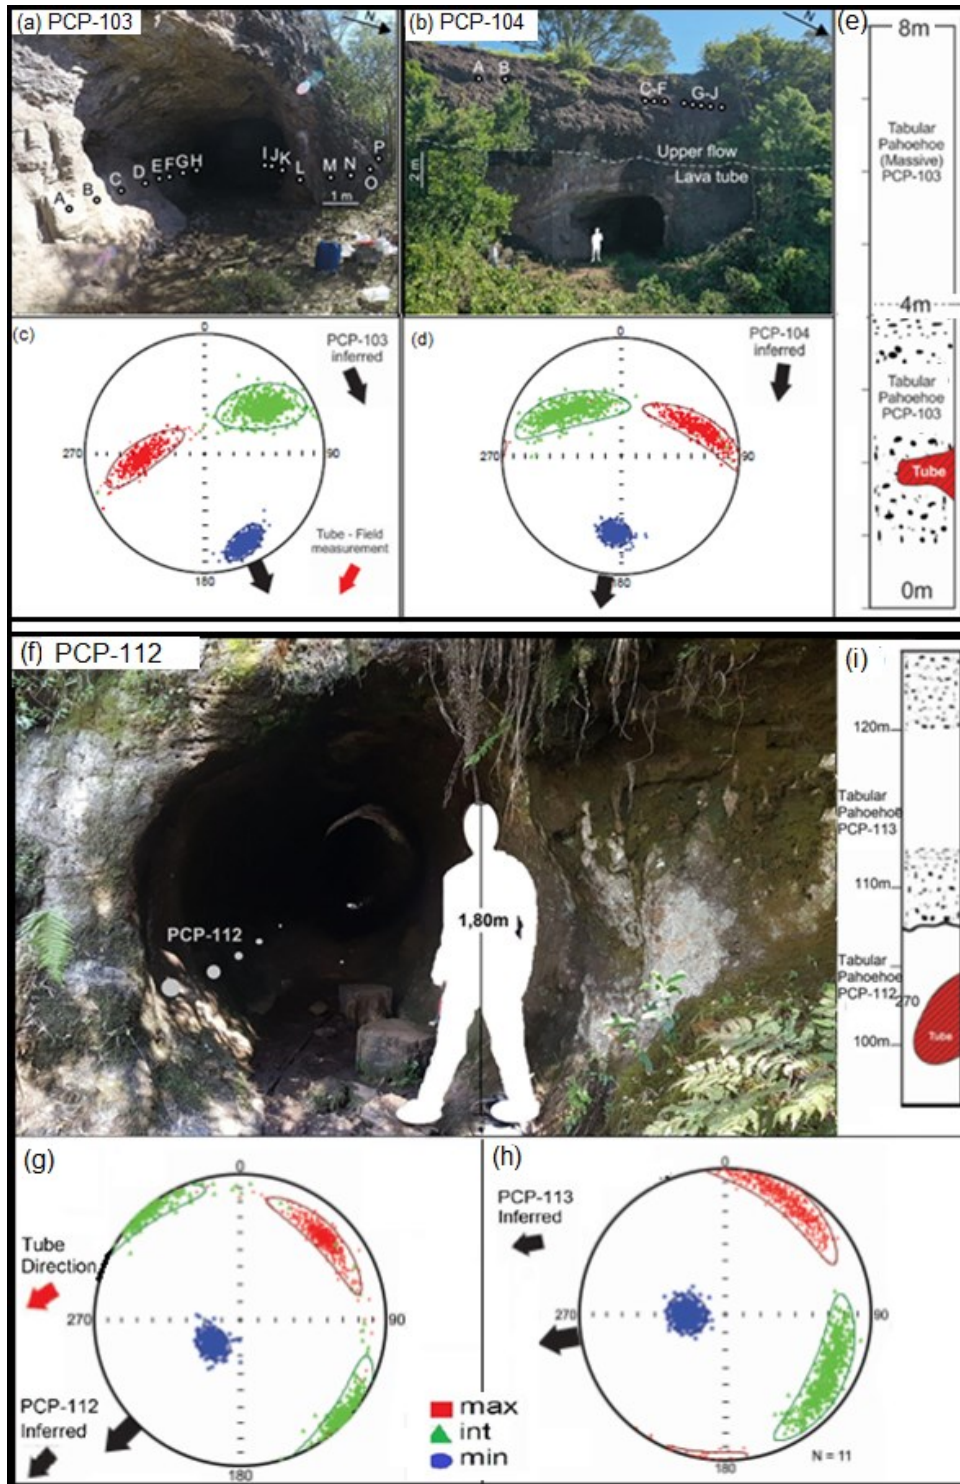 (a) PCP-103
N
A B C D E F G H I J K L M N O P
1 m
(b) PCP-104
N
A B
C-F G-J
Upper flow
Lava tube
2 m
(e)
8m
Tabular
Pahoehoe
(Massive)
PCP-103
4m
Tabular
Pahoehoe
PCP-103
Tube
0m
(c)
0
90
180
270
PCP-103
inferred
Tube - Field
measurement
(d)
0
90
180
270
PCP-104
inferred
(f) PCP-112
PCP-112
1,80m
(i)
120m
Tabular
Pahoehoe
PCP-113
110m
Tabular
Pahoehoe
PCP-112
270
Tube
100m
(g)
0
90
180
270
Tube
Direction
PCP-112
Inferred
(h)
0
90
180
270
PCP-113
Inferred
max
int
min
N = 11